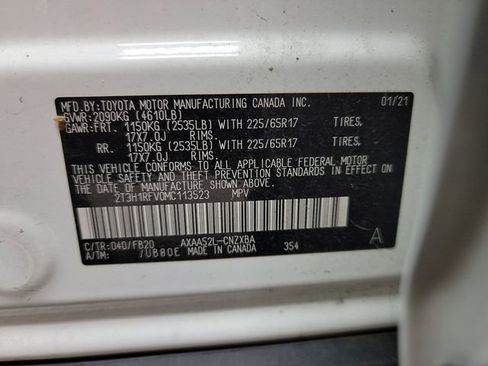 MFD.BY:TOYOTA MOTOR MANUFACTURING CANADA INC. 01/21
GVWR:2090KG (4610LB)
GAWR:FRT. 1150KG (2535LB) WITH 225/65R17 TIRES.
17X7.0J RIMS.
RR. 1150KG (2535LB) WITH 225/65R17 TIRES.
17X7.0J RIMS.
THIS VEHICLE CONFORMS TO ALL APPLICABLE FEDERAL MOTOR
VEHICLE SAFETY AND THEFT PREVENTION STANDARDS IN EFFECT
ON THE DATE OF MANUFACTURE SHOWN ABOVE.
2T3H1RFV0MC113523 MPV
C/TR:040/FB20 AXAA52L-CNZXBA A
A/TM: /UB80E MADE IN CANADA 354